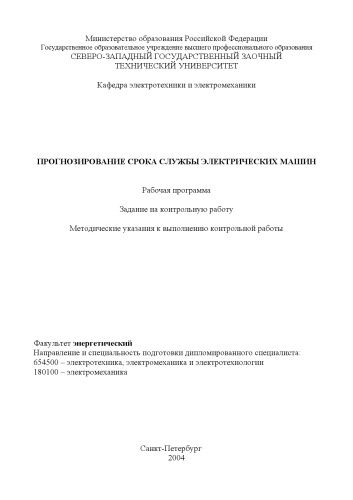 Министерство образования Российской Федерации
Государственное образовательное учреждение высшего профессионального образования
СЕВЕРО-ЗАПАДНЫЙ ГОСУДАРСТВЕННЫЙ ЗАОЧНЫЙ
ТЕХНИЧЕСКИЙ УНИВЕРСИТЕТ
Кафедра электротехники и электромеханики
ПРОГНОЗИРОВАНИЕ СРОКА СЛУЖБЫ ЭЛЕКТРИЧЕСКИХ МАШИН
Рабочая программа
Задание на контрольную работу
Методические указания к выполнению контрольной работы
Факультет энергетический
Направление и специальность подготовки дипломированного специалиста:
654500 – электротехника, электромеханика и электротехнологии
180100 – электромеханика
Санкт-Петербург
2004